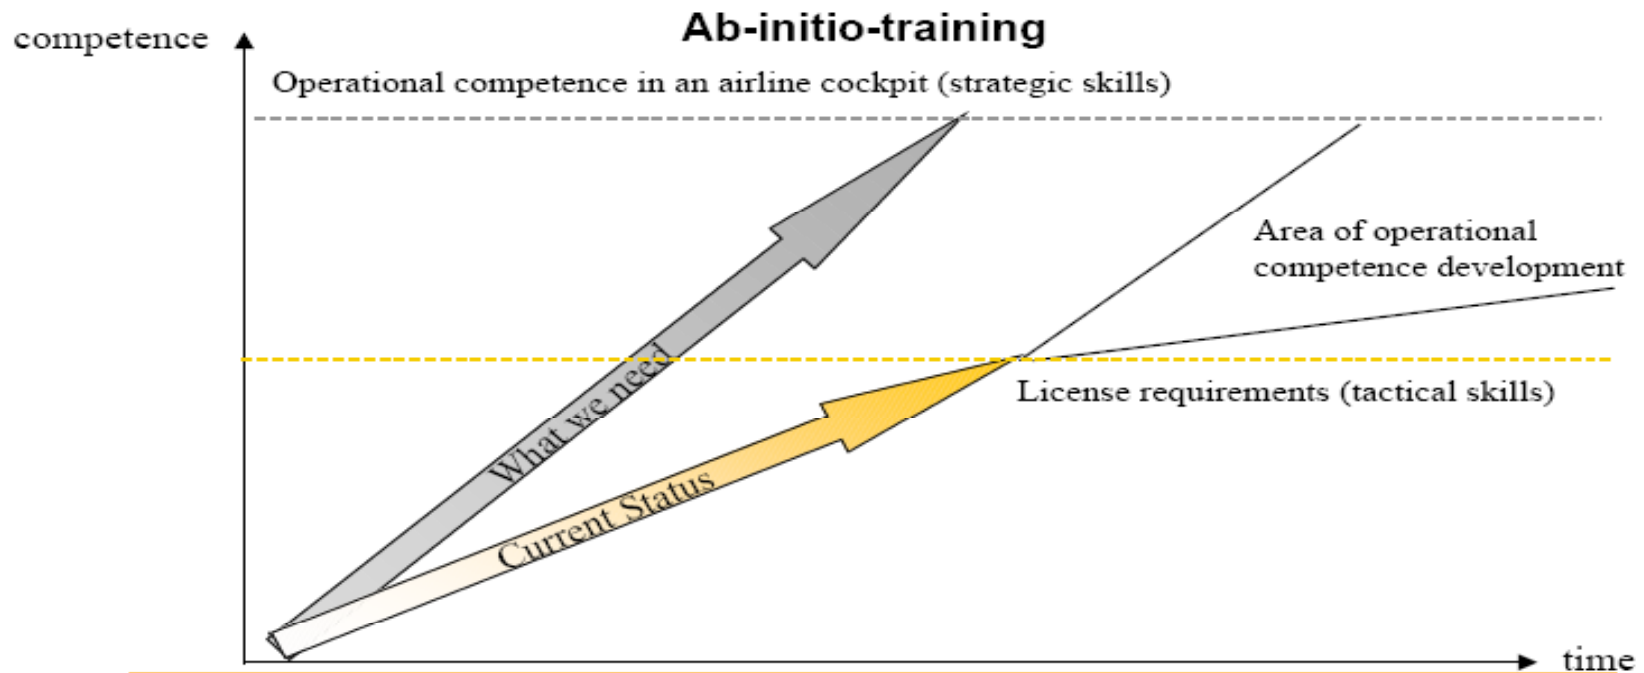 Ab-initio-training
competence
Operational competence in an airline cockpit (strategic skills)
Area of operational
competence development
What we need
License requirements (tactical skills)
Current Status
time